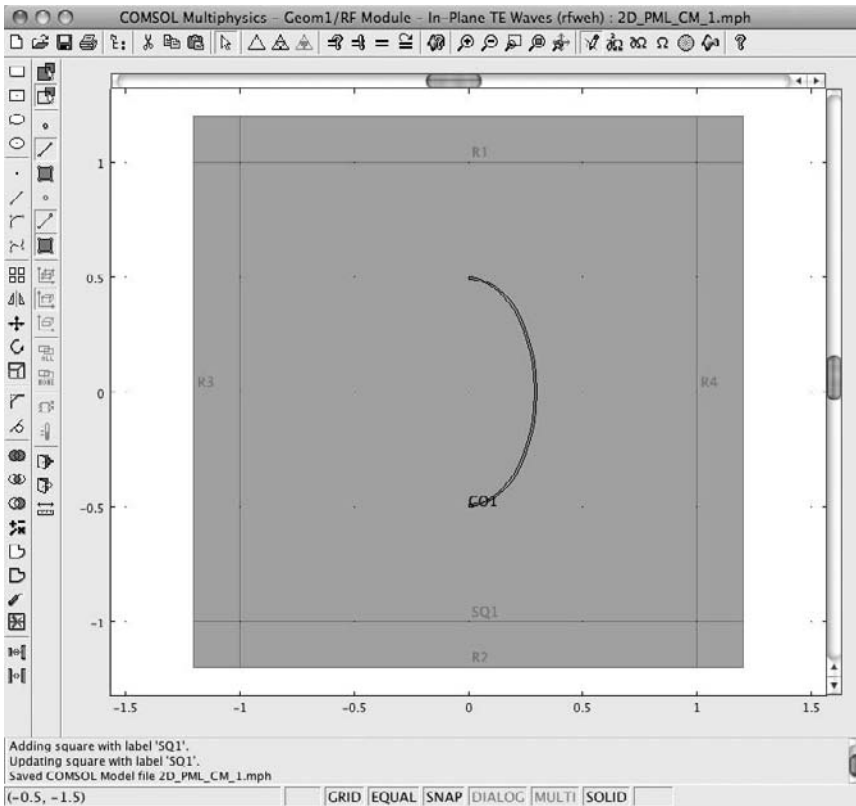 COMSOL Multiphysics - Geom1/RF Module - In-Plane TE Waves (rfweh) : 2D_PML_CM_1.mph
R1
1
0.5
R3
0
R4
CO1
-0.5
SQ1
-1
R2
-1.5 -1 -0.5 0 0.5 1 1.5
Adding square with label 'SQ1'.
Updating square with label 'SQ1'.
Saved COMSOL Model file 2D_PML_CM_1.mph
(-0.5, -1.5) GRID EQUAL SNAP DIALOG MULTI SOLID